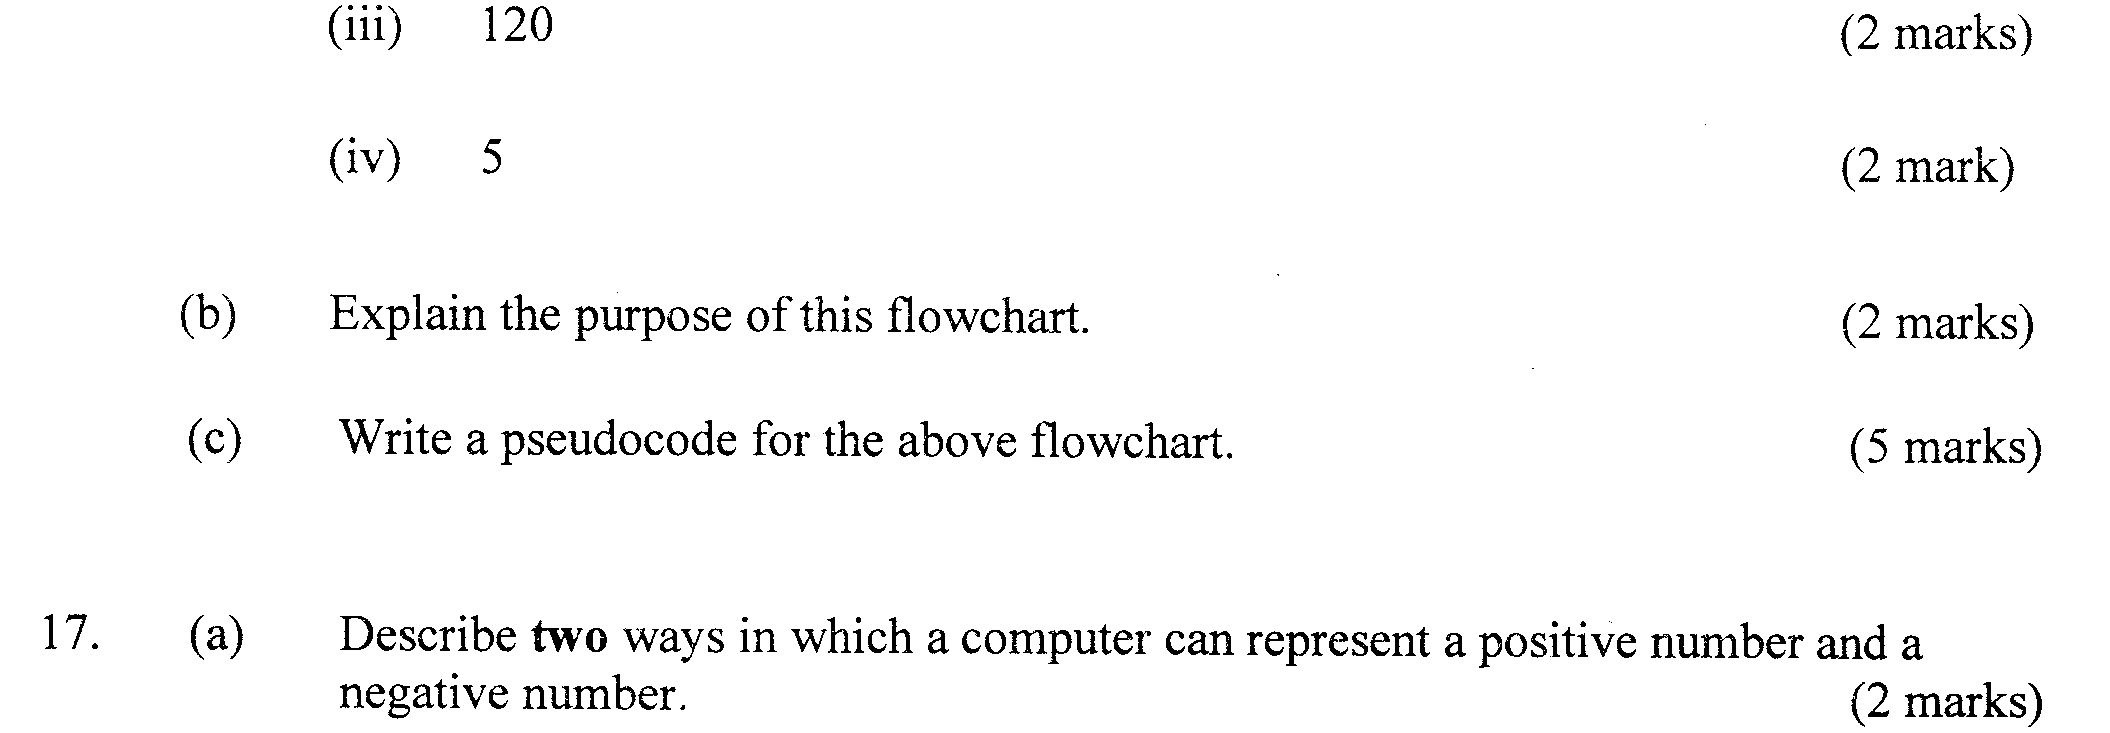 (iii) 120 (2 marks)
(iv) 5 (2 mark)
(b) Explain the purpose of this flowchart. (2 marks)
(c) Write a pseudocode for the above flowchart. (5 marks)
17. (a) Describe two ways in which a computer can represent a positive number and a
negative number. (2 marks)